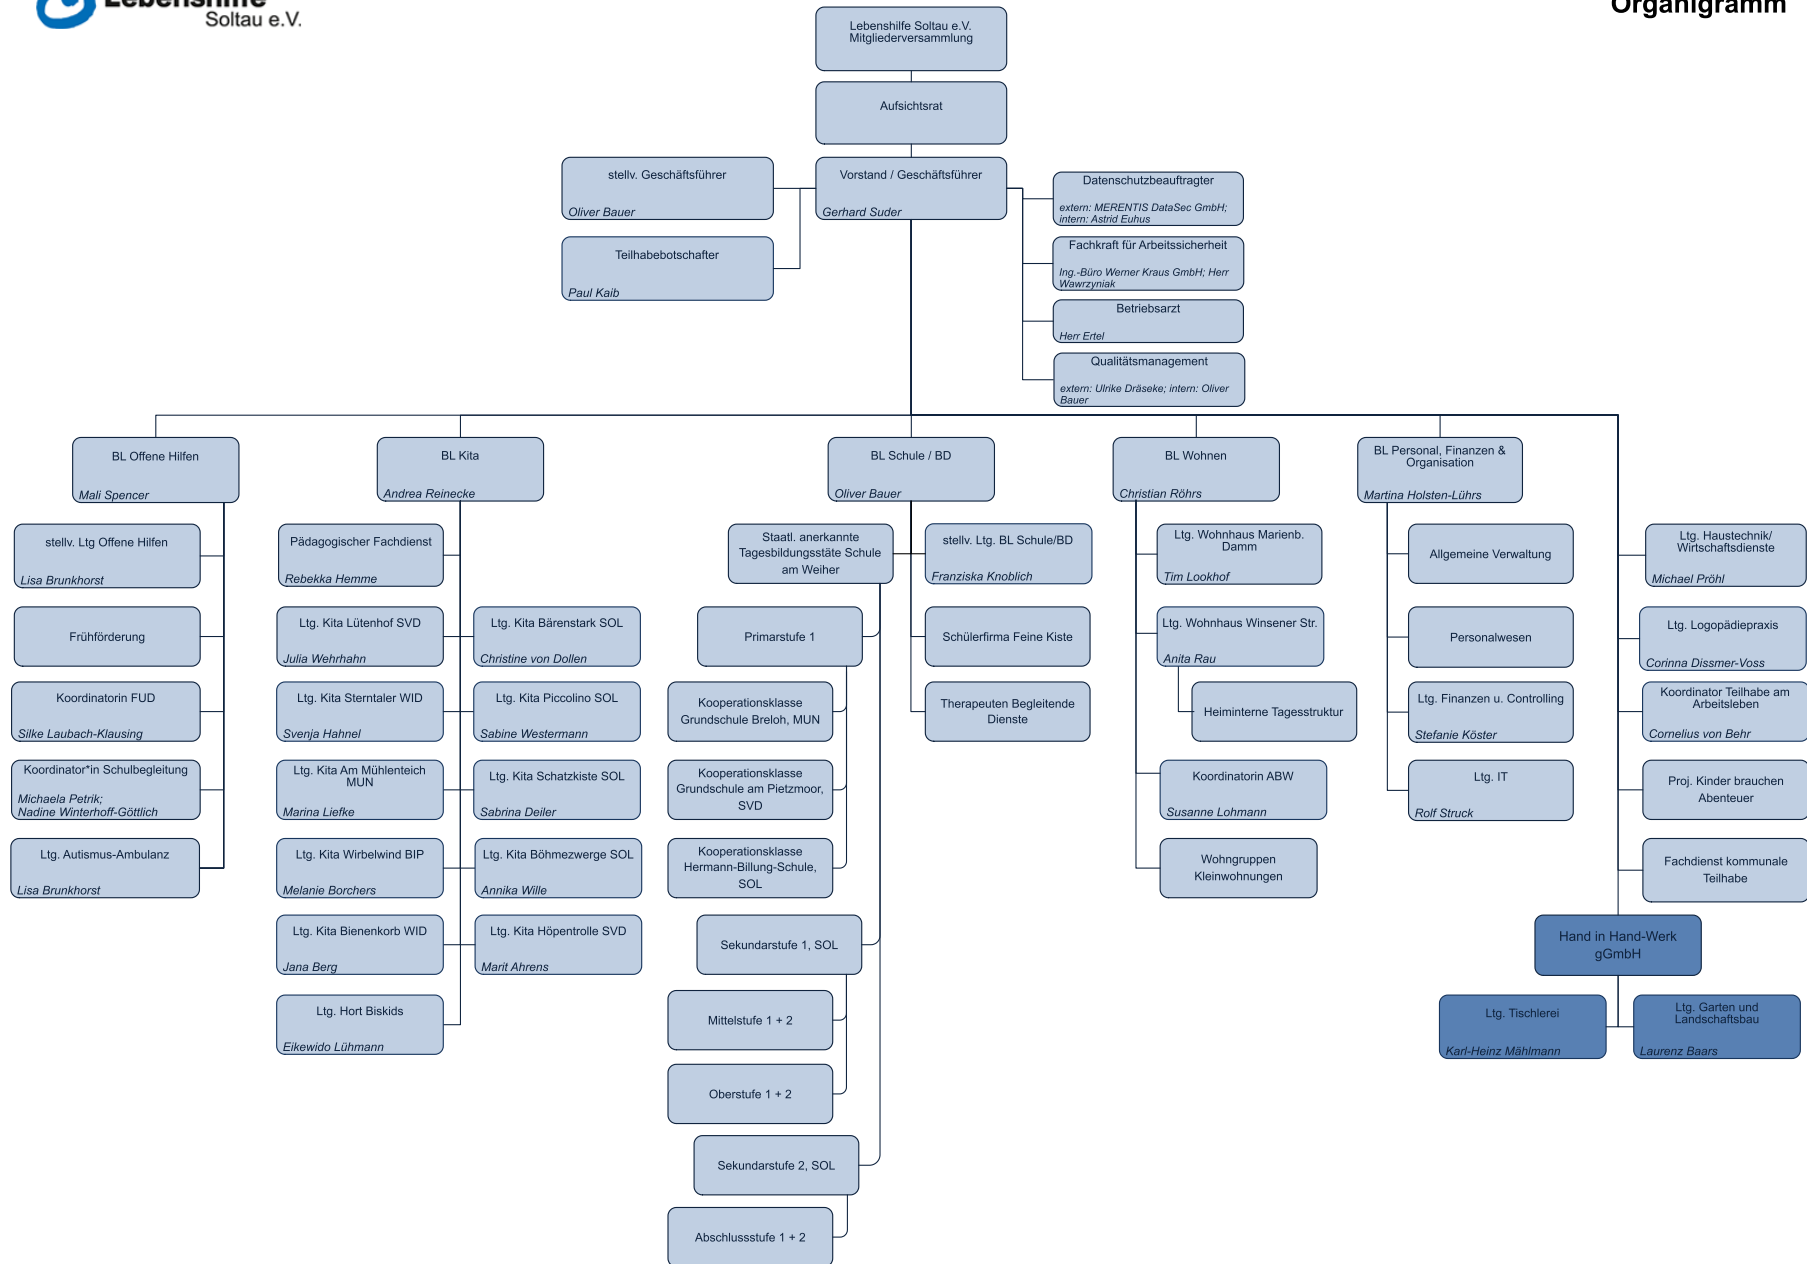 Lebenshilfe
Soltau e.V.
Organigramm
Lebenshilfe Soltau e.V.
Mitgliederversammlung
Aufsichtsrat
stellv. Geschäftsführer
Oliver Bauer
Vorstand / Geschäftsführer
Gerhard Suder
Teilhabebotschafter
Paul Kaib
Datenschutzbeauftragter
extern: MERENTIS DataSec GmbH;
intern: Astrid Euhus
Fachkraft für Arbeitssicherheit
Ing.-Büro Werner Kraus GmbH; Herr
Wawrzyniak
Betriebsarzt
Herr Ertel
Qualitätsmanagement
extern: Ulrike Dräseke; intern: Oliver
Bauer
BL Offene Hilfen
Mali Spencer
stellv. Ltg Offene Hilfen
Lisa Brunkhorst
Frühförderung
Koordinatorin FUD
Silke Laubach-Klausing
Koordinator*in Schulbegleitung
Michaela Petrik;
Nadine Winterhoff-Göttlich
Ltg. Autismus-Ambulanz
Lisa Brunkhorst
BL Kita
Andrea Reinecke
Pädagogischer Fachdienst
Rebekka Hemme
Ltg. Kita Lütenhof SVD
Julia Wehrhahn
Ltg. Kita Bärenstark SOL
Christine von Dollen
Ltg. Kita Sterntaler WID
Svenja Hahnel
Ltg. Kita Piccolino SOL
Sabine Westermann
Ltg. Kita Am Mühlenteich
MUN
Marina Liefke
Ltg. Kita Schatzkiste SOL
Sabrina Deiler
Ltg. Kita Wirbelwind BIP
Melanie Borchers
Ltg. Kita Böhmezwerge SOL
Annika Wille
Ltg. Kita Bienenkorb WID
Jana Berg
Ltg. Kita Höpentrolle SVD
Marit Ahrens
Ltg. Hort Biskids
Eikewido Lühmann
BL Schule / BD
Oliver Bauer
Staatl. anerkannte
Tagesbildungsstäte Schule
am Weiher
stellv. Ltg. BL Schule/BD
Franziska Knoblich
Primarstufe 1
Schülerfirma Feine Kiste
Kooperationsklasse
Grundschule Breloh, MUN
Therapeuten Begleitende
Dienste
Kooperationsklasse
Grundschule am Pietzmoor,
SVD
Kooperationsklasse
Hermann-Billung-Schule,
SOL
Sekundarstufe 1, SOL
Mittelstufe 1 + 2
Oberstufe 1 + 2
Sekundarstufe 2, SOL
Abschlussstufe 1 + 2
BL Wohnen
Christian Röhrs
Ltg. Wohnhaus Marienb.
Damm
Tim Lookhof
Ltg. Wohnhaus Winsener Str.
Anita Rau
Heiminterne Tagesstruktur
Koordinatorin ABW
Susanne Lohmann
Wohngruppen
Kleinwohnungen
BL Personal, Finanzen &
Organisation
Martina Holsten-Lührs
Allgemeine Verwaltung
Personalwesen
Ltg. Finanzen u. Controlling
Stefanie Köster
Ltg. IT
Rolf Struck
Ltg. Haustechnik/
Wirtschaftsdienste
Michael Pröhl
Ltg. Logopädiepraxis
Corinna Dissmer-Voss
Koordinator Teilhabe am
Arbeitsleben
Cornelius von Behr
Proj. Kinder brauchen
Abenteuer
Fachdienst kommunale
Teilhabe
Hand in Hand-Werk
gGmbH
Ltg. Tischlerei
Karl-Heinz Mählmann
Ltg. Garten und
Landschaftsbau
Laurenz Baars